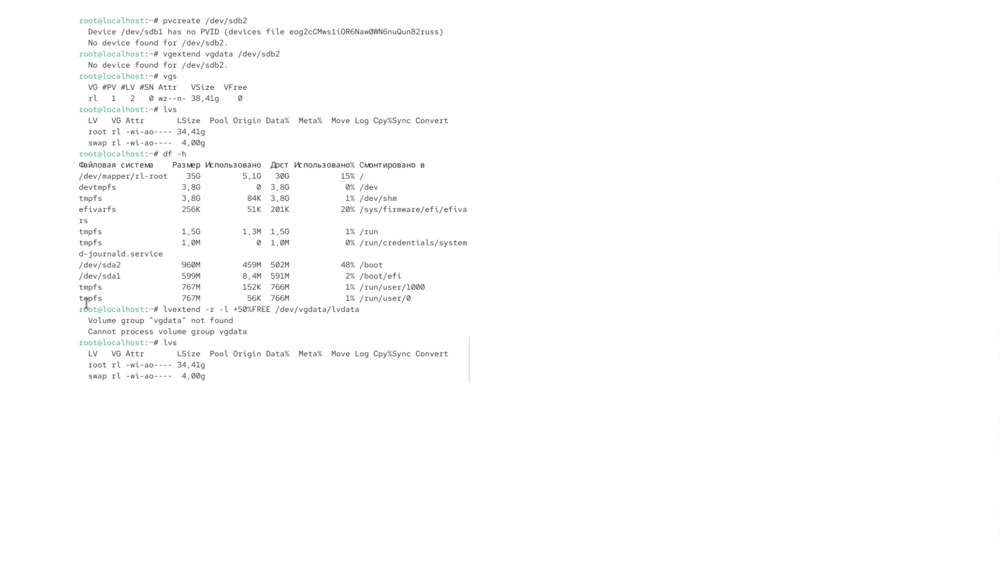 root@localhost:~# pvcreate /dev/sdb2
  Device /dev/sdb1 has no PVID (devices file eog2cCMws1iOR6Naw0WN6nuQun82russ)
  No device found for /dev/sdb2.
root@localhost:~# vgextend vgdata /dev/sdb2
  No device found for /dev/sdb2.
root@localhost:~# vgs
  VG #PV #LV #SN Attr   VSize  VFree
  rl   1   2   0 wz--n- 38,41g    0
root@localhost:~# lvs
  LV   VG Attr       LSize  Pool Origin Data%  Meta%  Move Log Cpy%Sync Convert
  root rl -wi-ao---- 34,41g
  swap rl -wi-ao----  4,00g
root@localhost:~# df -h
Файловая система    Размер Использовано  Дост Использовано% Смонтировано в
/dev/mapper/rl-root    35G         5,1G   30G           15% /
devtmpfs              3,8G            0  3,8G            0% /dev
tmpfs                 3,8G          84K  3,8G            1% /dev/shm
efivarfs              256K          51K  201K           20% /sys/firmware/efi/efiva
rs
tmpfs                 1,5G         1,3M  1,5G            1% /run
tmpfs                 1,0M            0  1,0M            0% /run/credentials/system
d-journald.service
/dev/sda2             960M         459M  502M           48% /boot
/dev/sda1             599M         8,4M  591M            2% /boot/efi
tmpfs                 767M         152K  766M            1% /run/user/1000
tmpfs                 767M          56K  766M            1% /run/user/0
root@localhost:~# lvextend -r -l +50%FREE /dev/vgdata/lvdata
  Volume group "vgdata" not found
  Cannot process volume group vgdata
root@localhost:~# lvs
  LV   VG Attr       LSize  Pool Origin Data%  Meta%  Move Log Cpy%Sync Convert
  root rl -wi-ao---- 34,41g
  swap rl -wi-ao----  4,00g